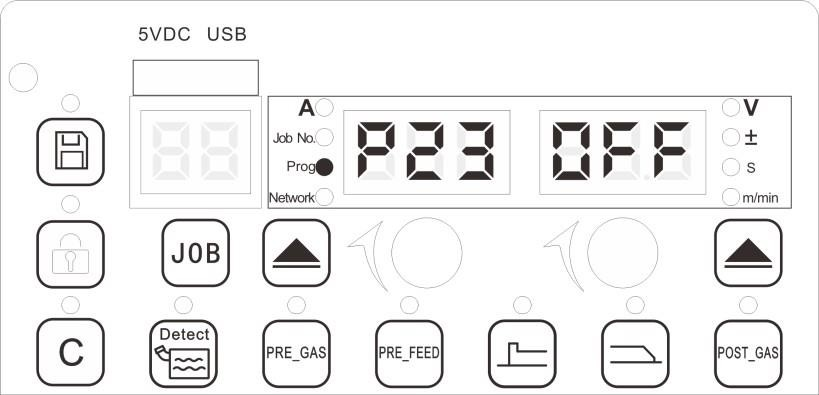 5VDC USB
A
Job No.
Prog
Network
P23
OFF
V
±
S
m/min
JOB
C
Detect
PRE_GAS
PRE_FEED
POST_GAS